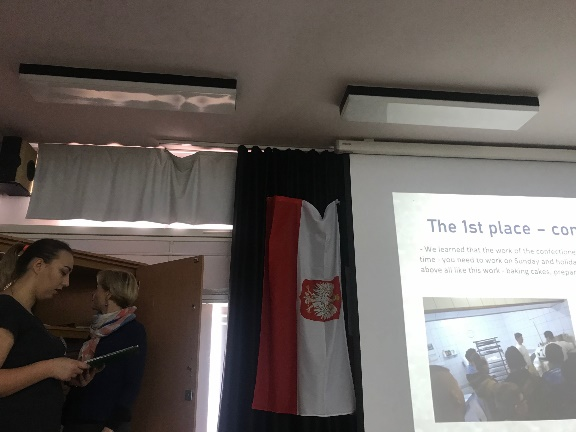 The 1st place – con
- We learned that the work of the confectione
time - you need to work on Sunday and holida
above all like this work - baking cakes, prepar